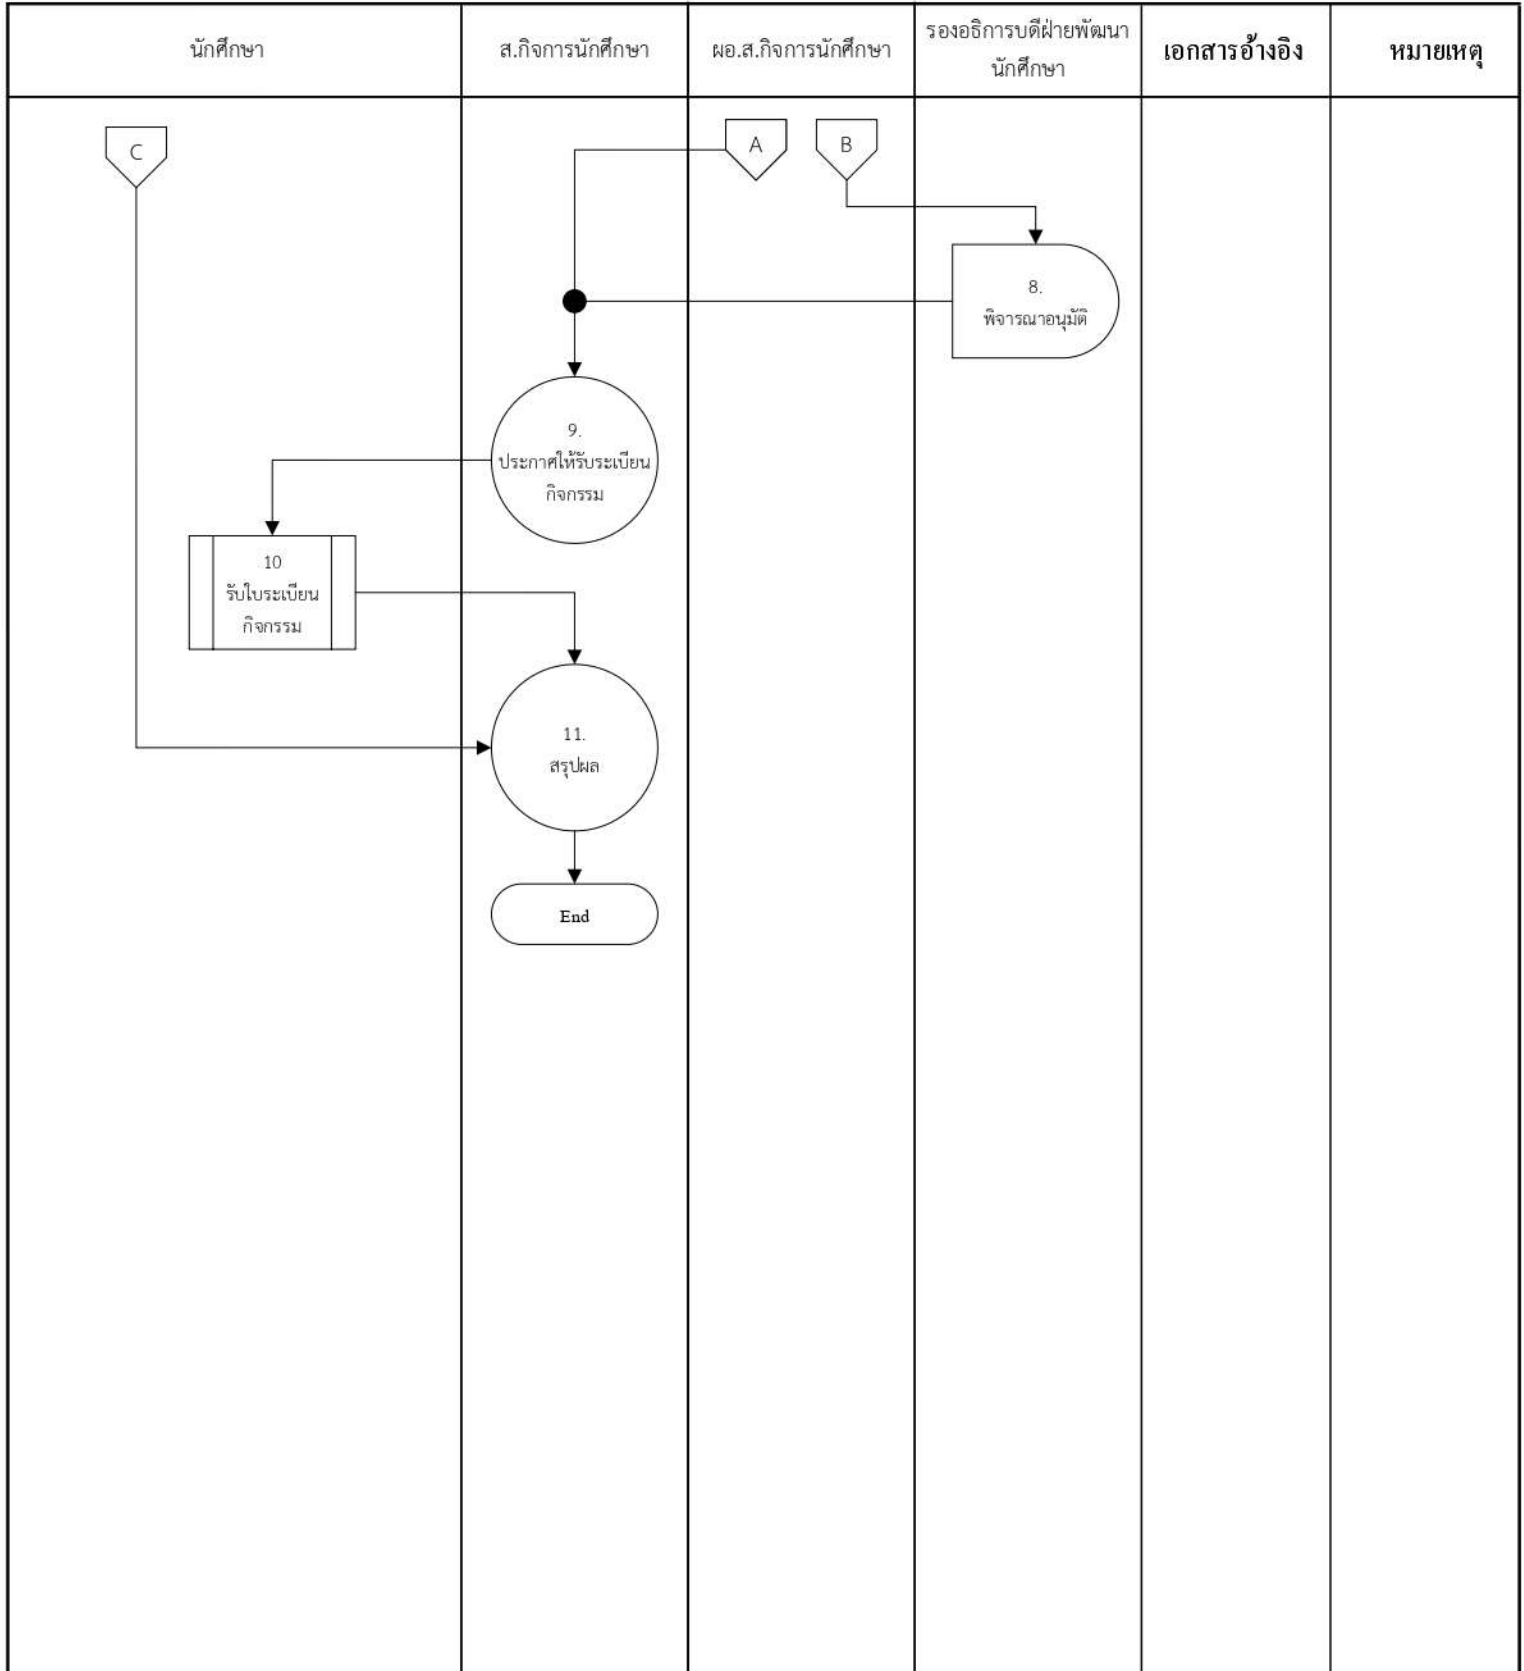 นักศึกษา
ส.กิจการนักศึกษา
ผอ.ส.กิจการนักศึกษา
รองอธิการบดีฝ่ายพัฒนา
นักศึกษา
เอกสารอ้างอิง
หมายเหตุ
C
A
B
8.
พิจารณาอนุมัติ
9.
ประกาศให้รับระเบียน
กิจกรรม
10
รับใบระเบียน
กิจกรรม
11.
สรุปผล
End